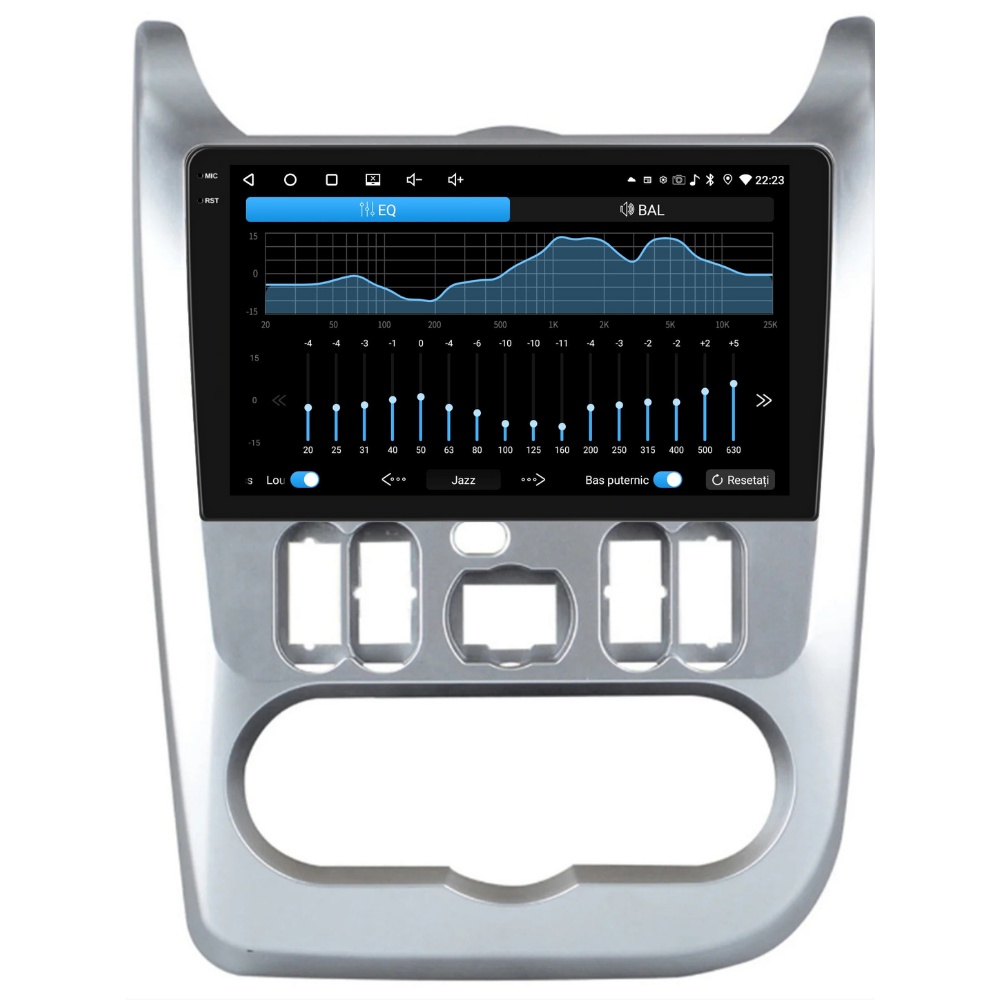 MIC
22:23
RST
EQ
BAL
15
0
-15
20 50 100 200 500 1K 2K 5K 10K 25K
-4 -4 -3 -1 0 -4 -6 -10 -10 -11 -4 -3 -2 -2 +2 +5
15
0
-15
20 25 31 40 50 63 80 100 125 160 200 250 315 400 500 630
s Lou Jazz Bas puternic Resetați